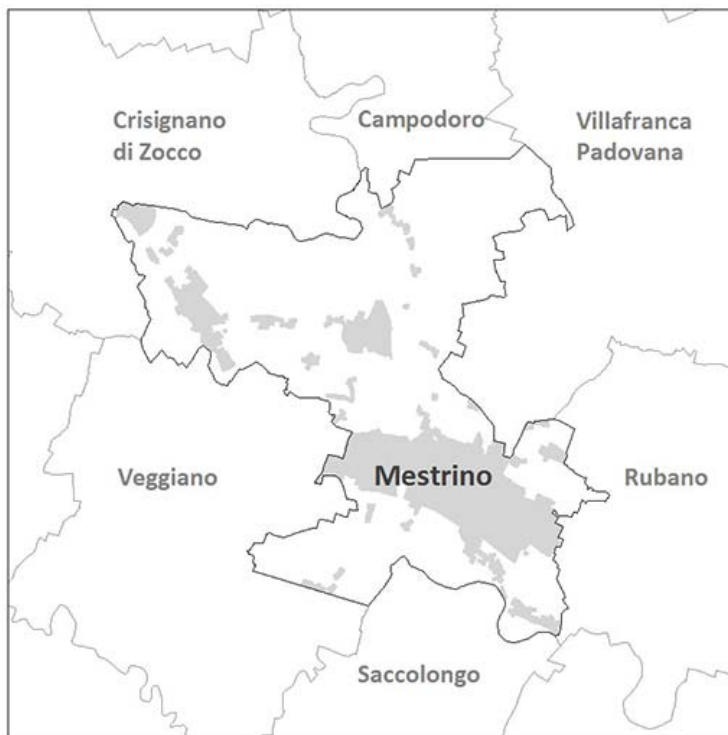 Crisignano
di Zocco
Campodoro
Villafranca
Padovana
Veggiano
Mestrino
Rubano
Saccolongo